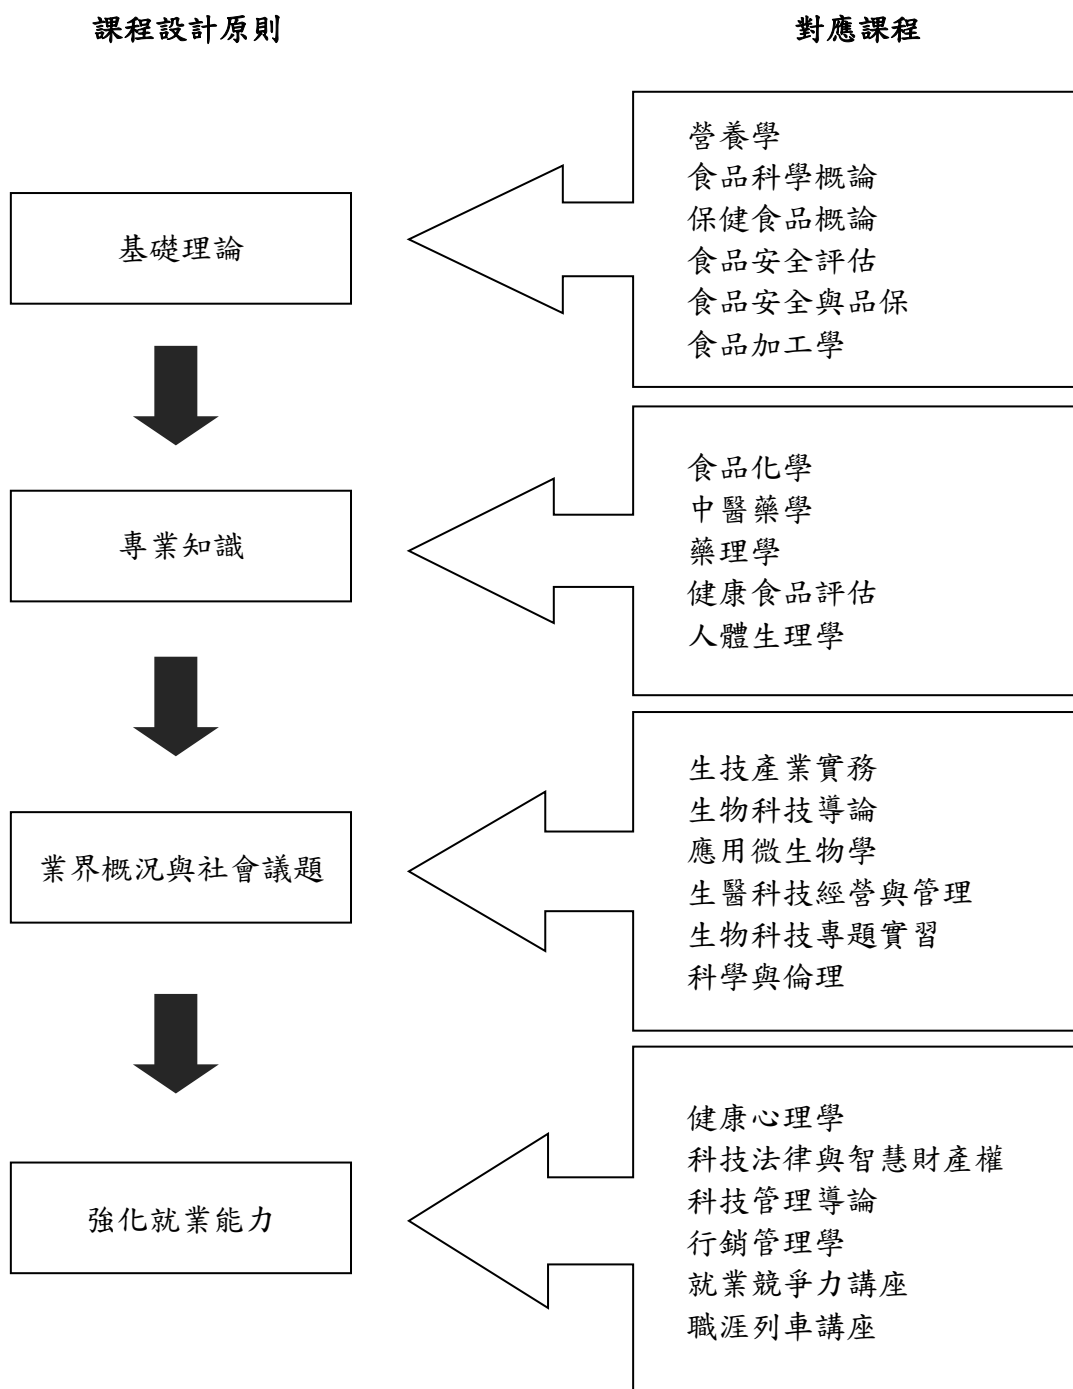 課程設計原則
對應課程
基礎理論
營養學
食品科學概論
保健食品概論
食品安全評估
食品安全與品保
食品加工學
專業知識
食品化學
中醫藥學
藥理學
健康食品評估
人體生理學
業界概況與社會議題
生技產業實務
生物科技導論
應用微生物學
生醫科技經營與管理
生物科技專題實習
科學與倫理
強化就業能力
健康心理學
科技法律與智慧財產權
科技管理導論
行銷管理學
就業競爭力講座
職涯列車講座